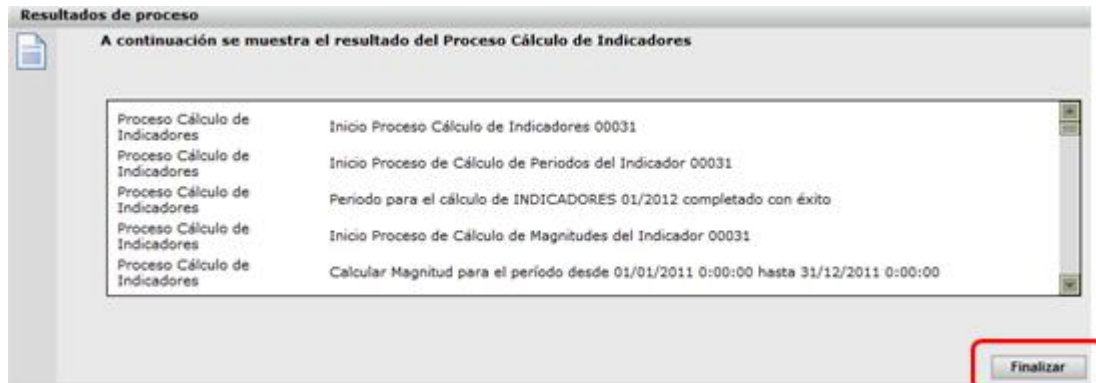 Resultados de proceso
A continuación se muestra el resultado del Proceso Cálculo de Indicadores
Proceso Cálculo de
Indicadores
Inicio Proceso Cálculo de Indicadores 00031
Proceso Cálculo de
Indicadores
Inicio Proceso de Cálculo de Periodos del Indicador 00031
Proceso Cálculo de
Indicadores
Periodo para el cálculo de INDICADORES 01/2012 completado con éxito
Proceso Cálculo de
Indicadores
Inicio Proceso de Cálculo de Magnitudes del Indicador 00031
Proceso Cálculo de
Indicadores
Calcular Magnitud para el período desde 01/01/2011 0:00:00 hasta 31/12/2011 0:00:00
Finalizar